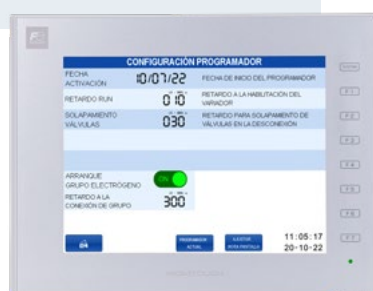 CONFIGURACIÓN PROGRAMADOR
FECHA
ACTIVACIÓN
10/07/22
FECHA DE INICIO DEL PROGRAMADOR
RETARDO RUN
010
RETARDO A LA HABILITACIÓN DEL
VARIADOR
SOLAPAMIENTO
VÁLVULAS
030
RETARDO PARA SOLAPAMIENTO DE
VÁLVULAS EN LA DESCONEXIÓN
ARRANQUE
GRUPO ELECTRÓGENO
ON
RETARDO A LA
CONEXIÓN DE GRUPO
300
PROGRAMADOR
ACTUAL
11:05:17
20-10-22